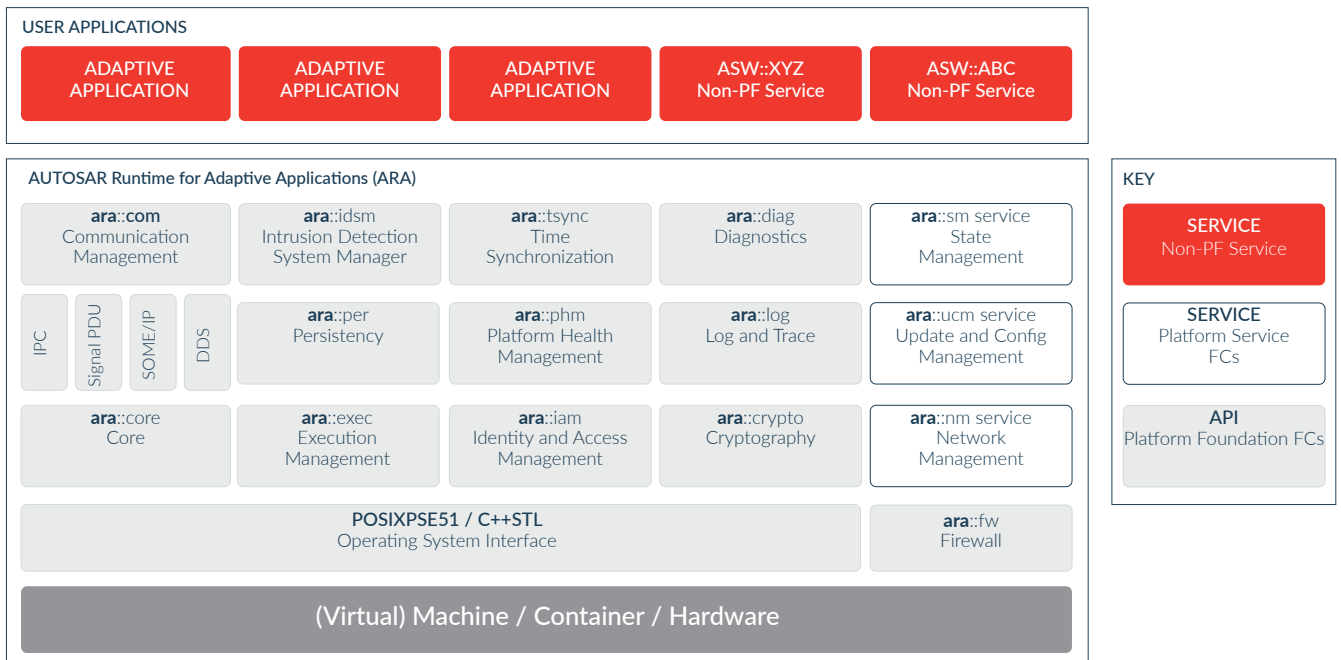 USER APPLICATIONS
ADAPTIVE
APPLICATION
ADAPTIVE
APPLICATION
ADAPTIVE
APPLICATION
ASW::XYZ
Non-PF Service
ASW::ABC
Non-PF Service
AUTOSAR Runtime for Adaptive Applications (ARA)
ara::com
Communication
Management
ara::idsm
Intrusion Detection
System Manager
ara::tsync
Time
Synchronization
ara::diag
Diagnostics
ara::sm service
State
Management
IPC
Signal PDU
SOME/IP
DDS
ara::per
Persistency
ara::phm
Platform Health
Management
ara::log
Log and Trace
ara::ucm service
Update and Config
Management
ara::core
Core
ara::exec
Execution
Management
ara::iam
Identity and Access
Management
ara::crypto
Cryptography
ara::nm service
Network
Management
POSIXPSE51 / C++STL
Operating System Interface
ara::fw
Firewall
(Virtual) Machine / Container / Hardware
KEY
SERVICE
Non-PF Service
SERVICE
Platform Service
FCs
API
Platform Foundation FCs